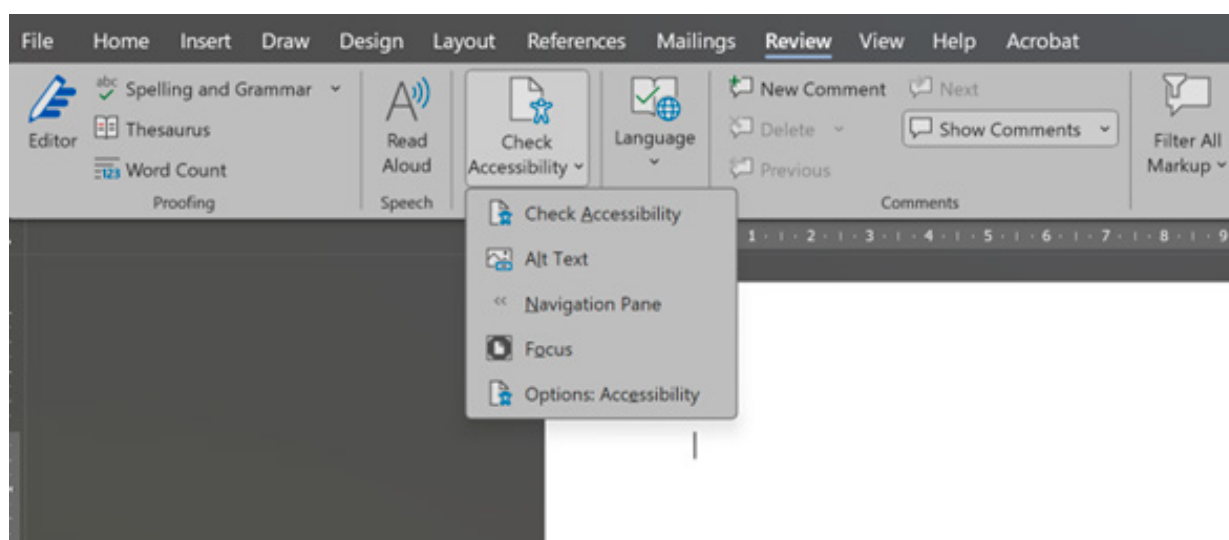 File Home Insert Draw Design Layout References Mailings Review View Help Acrobat
abc Spelling and Grammar
Thesaurus
123 Word Count
Editor
Proofing
A
Read
Aloud
Speech
Check
Accessibility
Language
New Comment Next
Delete Show Comments
Previous
Comments
Filter All
Markup
Check Accessibility
Alt Text
Navigation Pane
Focus
Options: Accessibility
1 2 3 4 5 6 7 8 9